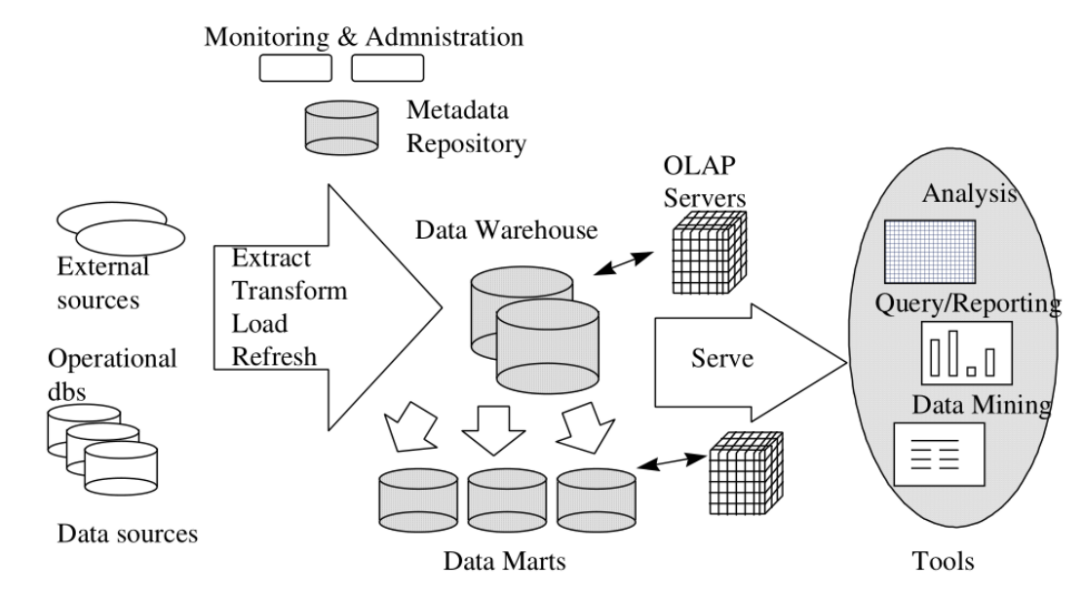 Monitoring & Admnistration
Metadata
Repository
OLAP
Servers
Analysis
Data Warehouse
External
sources
Extract
Transform
Load
Refresh
Query/Reporting
Operational
dbs
Serve
Data Mining
Data sources
Data Marts
Tools